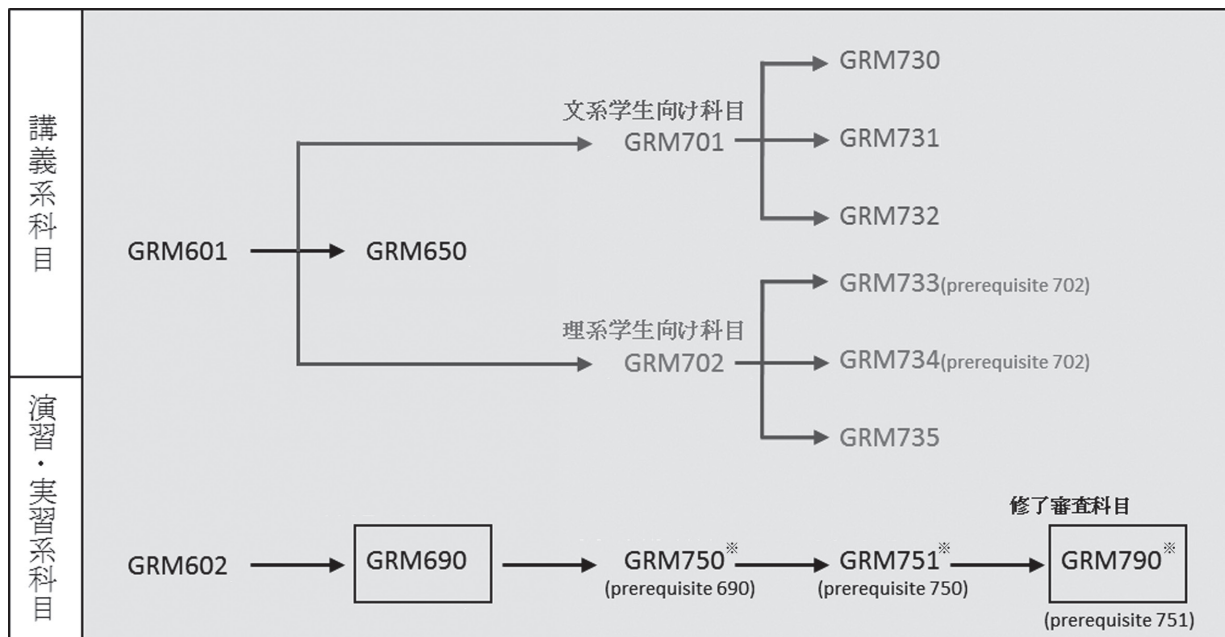 講義系科目
GRM730
文系学生向け科目
GRM701
GRM731
GRM732
GRM601
GRM650
GRM733(prerequisite 702)
理系学生向け科目
GRM702
GRM734(prerequisite 702)
GRM735
演習・実習系科目
修了審査科目
GRM602
GRM690
GRM750※
(prerequisite 690)
GRM751※
(prerequisite 750)
GRM790※
(prerequisite 751)